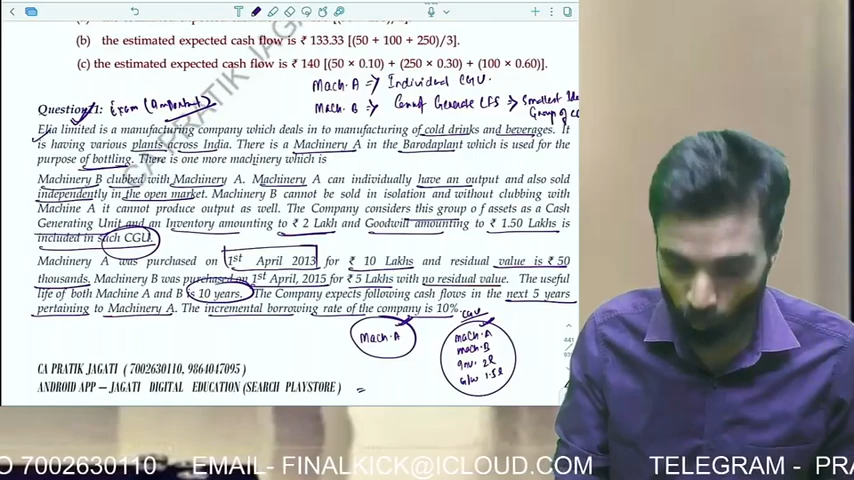 (b) the estimated expected cash flow is ₹ 133.33 [(50 + 100 + 250)/3].
(c) the estimated expected cash flow is ₹ 140 [(50 × 0.10) + (250 × 0.30) + (100 × 0.60)].
Mach. A => Individual CGU.
Question1: Exam (Important)
Mach. B => Cannot Generate CFS => Smallest Ide
Group of CG
Elia limited is a manufacturing company which deals in to manufacturing of cold drinks and beverages. It
is having various plants across India. There is a Machinery A in the Barodaplant which is used for the
purpose of bottling. There is one more machinery which is
Machinery B clubbed with Machinery A. Machinery A can individually have an output and also sold
independently in the open market. Machinery B cannot be sold in isolation and without clubbing with
Machine A it cannot produce output as well. The Company considers this group o f assets as a Cash
Generating Unit and an Inventory amounting to ₹ 2 Lakh and Goodwill amounting to ₹ 1.50 Lakhs is
included in such CGU.
Machinery A was purchased on 1st April 2013 for ₹ 10 Lakhs and residual value is ₹ 50
thousands. Machinery B was purchased on 1st April, 2015 for ₹ 5 Lakhs with no residual value. The useful
life of both Machine A and B is 10 years. The Company expects following cash flows in the next 5 years
pertaining to Machinery A. The incremental borrowing rate of the company is 10%.
CGU
Mach. A
Mach. A
Mach. B
Inv. 2l
G/W 1.5l
CA PRATIK JAGATI ( 7002630110, 9864047095)
ANDROID APP – JAGATI DIGITAL EDUCATION (SEARCH PLAYSTORE)
=
CA PRATIK JAGATI
O 7002630110 EMAIL- FINALKICK@ICLOUD.COM TELEGRAM - PRA